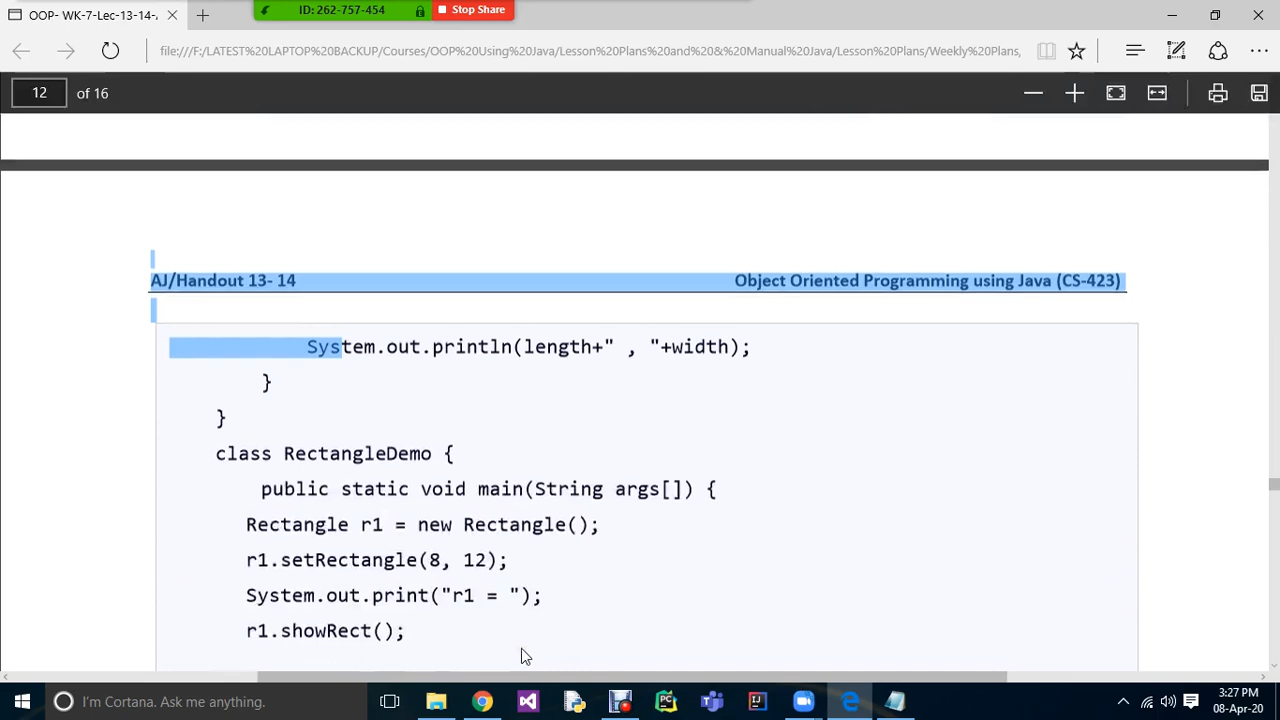 OOP- WK-7-Lec-13-14-
ID: 262-757-454
Stop Share
file:///F:/LATEST%20LAPTOP%20BACKUP/Courses/OOP%20Using%20Java/Lesson%20Plans%20and%20&%20Manual%20Java/Lesson%20Plans/Weekly%20Plans,
12 of 16
AJ/Handout 13- 14 Object Oriented Programming using Java (CS-423)
System.out.println(length+" , "+width);
}
}
class RectangleDemo {
public static void main(String args[]) {
Rectangle r1 = new Rectangle();
r1.setRectangle(8, 12);
System.out.print("r1 = ");
r1.showRect();
I'm Cortana. Ask me anything.
3:27 PM
08-Apr-20